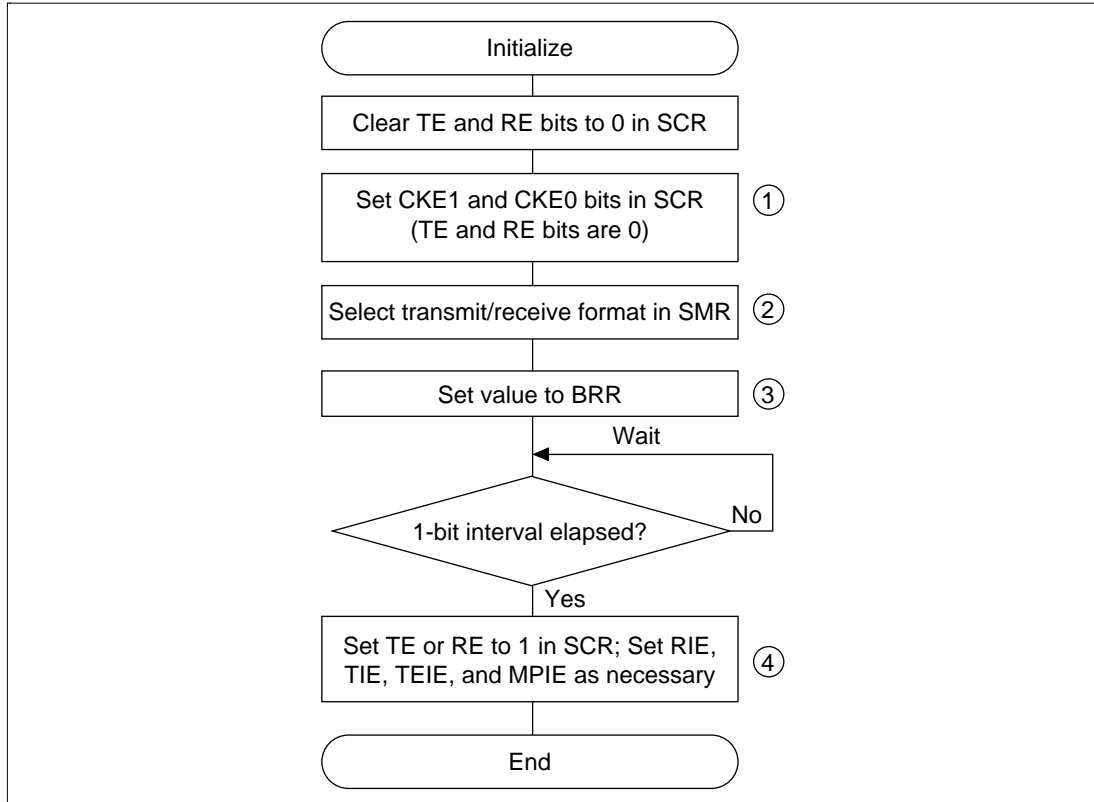 Initialize
Clear TE and RE bits to 0 in SCR
Set CKE1 and CKE0 bits in SCR
(TE and RE bits are 0)
1
Select transmit/receive format in SMR
2
Set value to BRR
3
Wait
1-bit interval elapsed?
No
Yes
Set TE or RE to 1 in SCR; Set RIE,
TIE, TEIE, and MPIE as necessary
4
End